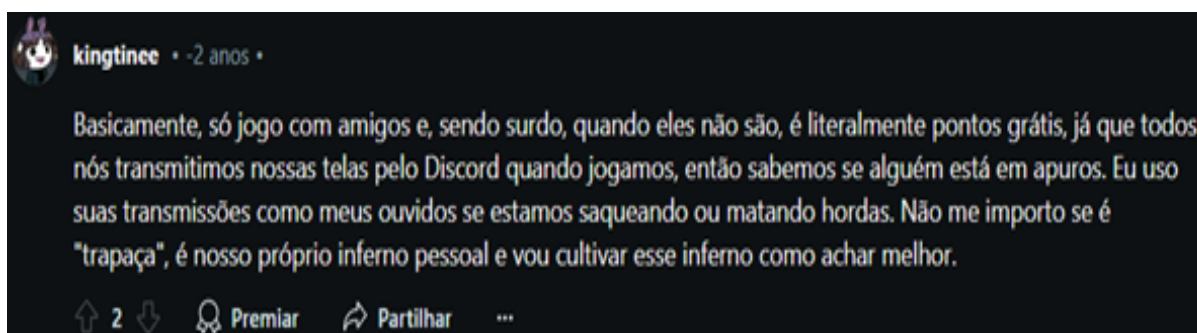 kingtinee • -2 anos •
Basicamente, só jogo com amigos e, sendo surdo, quando eles não são, é literalmente pontos grátis, já que todos
nós transmitimos nossas telas pelo Discord quando jogamos, então sabemos se alguém está em apuros. Eu uso
suas transmissões como meus ouvidos se estamos saqueando ou matando hordas. Não me importo se é
"trapaça", é nosso próprio inferno pessoal e vou cultivar esse inferno como achar melhor.
2 Premiar Partilhar ...